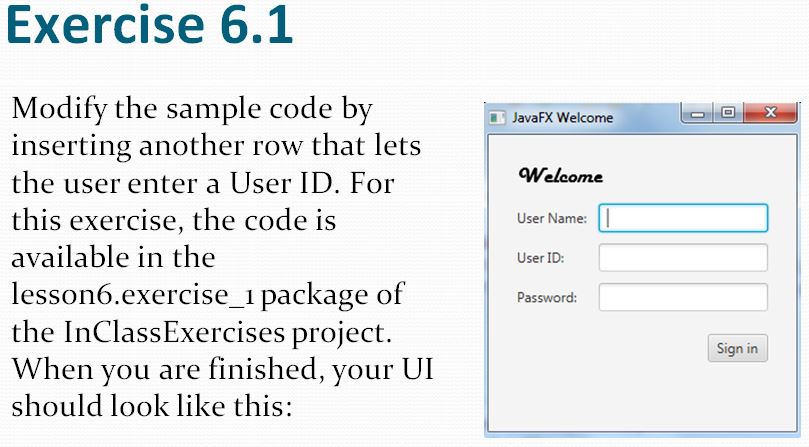 Exercise 6.1
Modify the sample code by
inserting another row that lets
the user enter a User ID. For
this exercise, the code is
available in the
lesson6.exercise_1 package of
the InClassExercises project.
When you are finished, your UI
should look like this:
JavaFX Welcome
Welcome
User Name:
User ID:
Password:
Sign in